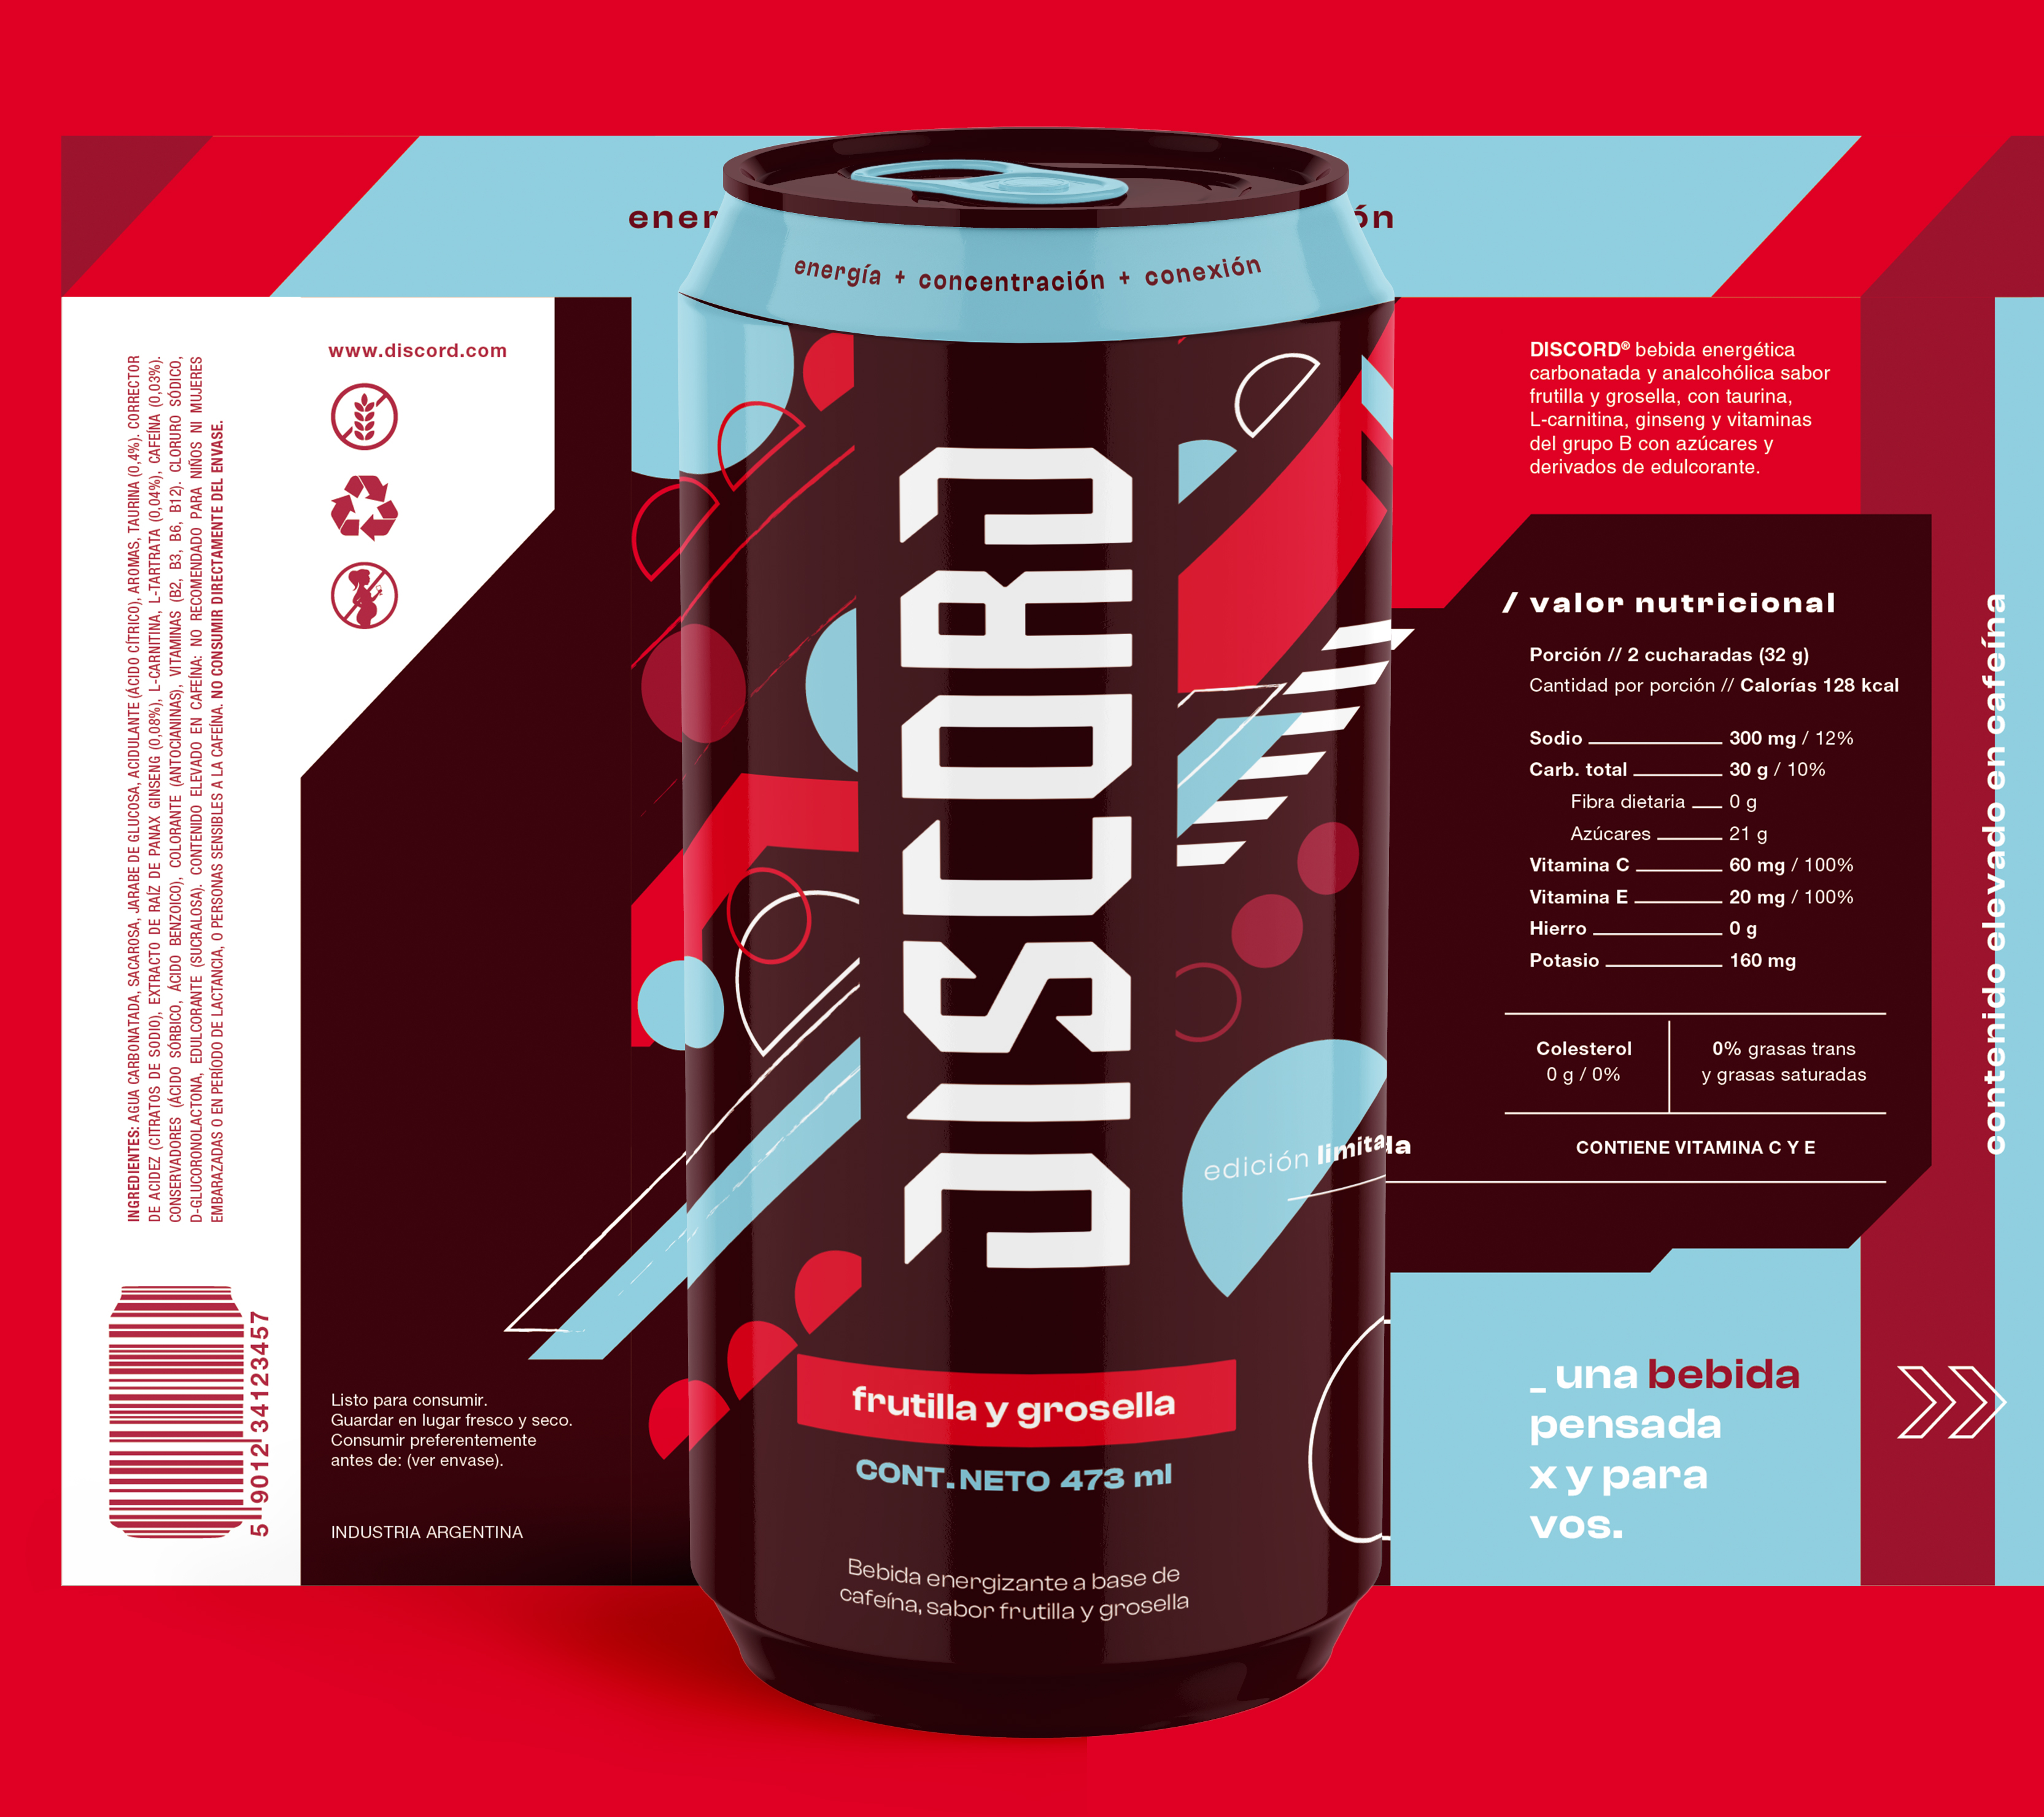 ener
ón
energía + concentración + conexión
INGREDIENTES: AGUA CARBONATADA, SACAROSA, JARABE DE GLUCOSA, ACIDULANTE (ÁCIDO CÍTRICO), AROMAS, TAURINA (0,4%). CORRECTOR
DE ACIDEZ (CITRATOS DE SODIO), EXTRACTO DE RAÍZ DE PANAX GINSENG (0,08%), L-CARNITINA, L-TARTRATA (0,04%), CAFEÍNA (0,03%).
CONSERVADORES (ÁCIDO SÓRBICO, ÁCIDO BENZOICO), COLORANTE (ANTOCIANINAS), VITAMINAS (B2, B3, B6, B12). CLORURO SÓDICO,
D-GLUCORONOLACTONA, EDULCORANTE (SUCRALOSA). CONTENIDO ELEVADO EN CAFEÍNA: NO RECOMENDADO PARA NIÑOS NI MUJERES
EMBARAZADAS O EN PERÍODO DE LACTANCIA, O PERSONAS SENSIBLES A LA CAFEÍNA. NO CONSUMIR DIRECTAMENTE DEL ENVASE.
5 901234 123457
www.discord.com
Listo para consumir.
Guardar en lugar fresco y seco.
Consumir preferentemente
antes de: (ver envase).
INDUSTRIA ARGENTINA
DISCORD
edición limitada
frutilla y grosella
CONT. NETO 473 ml
Bebida energizante a base de
cafeína, sabor frutilla y grosella
DISCORD® bebida energética
carbonatada y analcohólica sabor
frutilla y grosella, con taurina,
L-carnitina, ginseng y vitaminas
del grupo B con azúcares y
derivados de edulcorante.
/ valor nutricional
Porción // 2 cucharadas (32 g)
Cantidad por porción // Calorías 128 kcal
Sodio 300 mg / 12%
Carb. total 30 g / 10%
Fibra dietaria 0 g
Azúcares 21 g
Vitamina C 60 mg / 100%
Vitamina E 20 mg / 100%
Hierro 0 g
Potasio 160 mg
Colesterol
0 g / 0%
0% grasas trans
y grasas saturadas
CONTIENE VITAMINA C Y E
_ una bebida
pensada
x y para
vos.
contenido elevado en cafeína